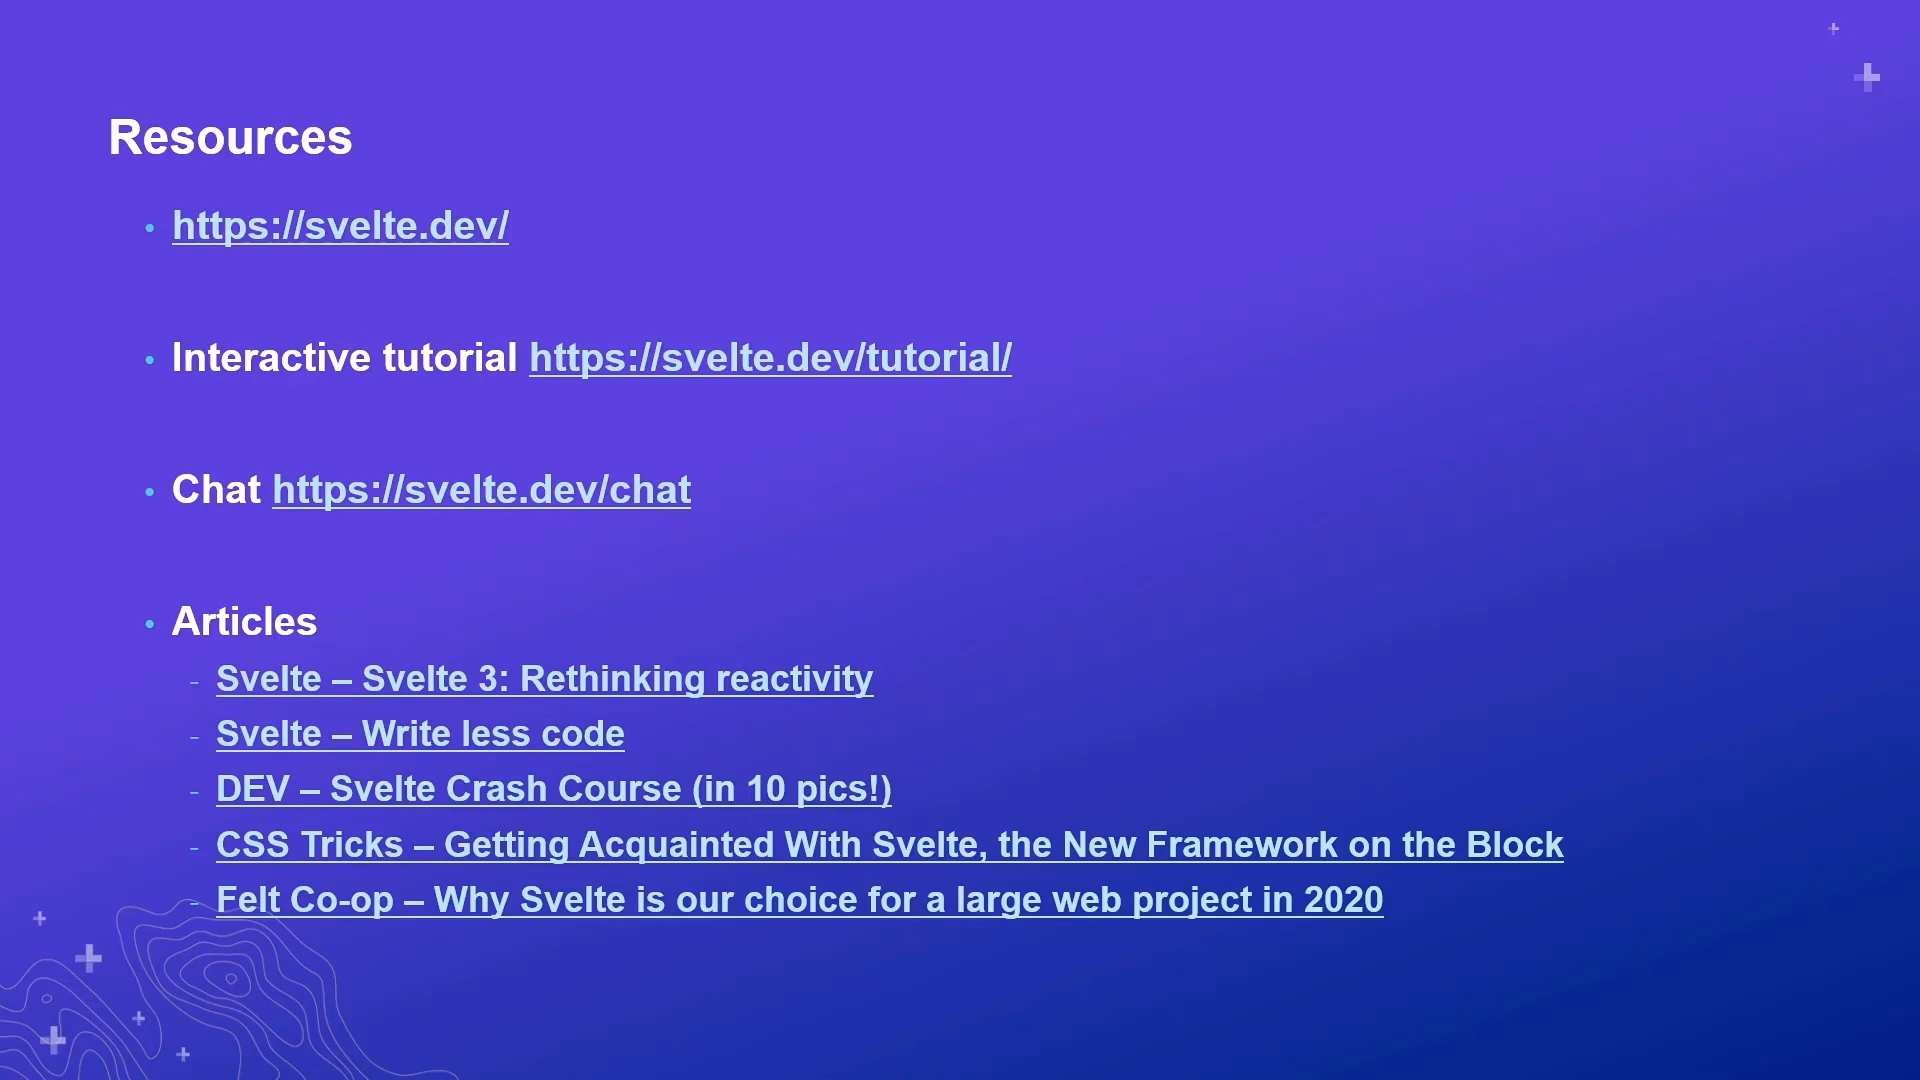 Resources
• https://svelte.dev/
• Interactive tutorial https://svelte.dev/tutorial/
• Chat https://svelte.dev/chat
• Articles
- Svelte – Svelte 3: Rethinking reactivity
- Svelte – Write less code
- DEV – Svelte Crash Course (in 10 pics!)
- CSS Tricks – Getting Acquainted With Svelte, the New Framework on the Block
- Felt Co-op – Why Svelte is our choice for a large web project in 2020